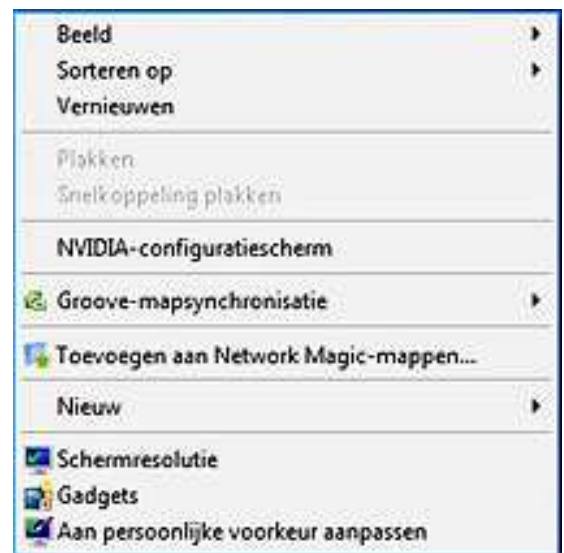 Beeld
Sorteren op
Vernieuwen
Plakken
Snelkoppeling plakken
NVIDIA-configuratiescherm
Groove-mapsynchronisatie
Toevoegen aan Network Magic-mappen...
Nieuw
Schermresolutie
Gadgets
Aan persoonlijke voorkeur aanpassen